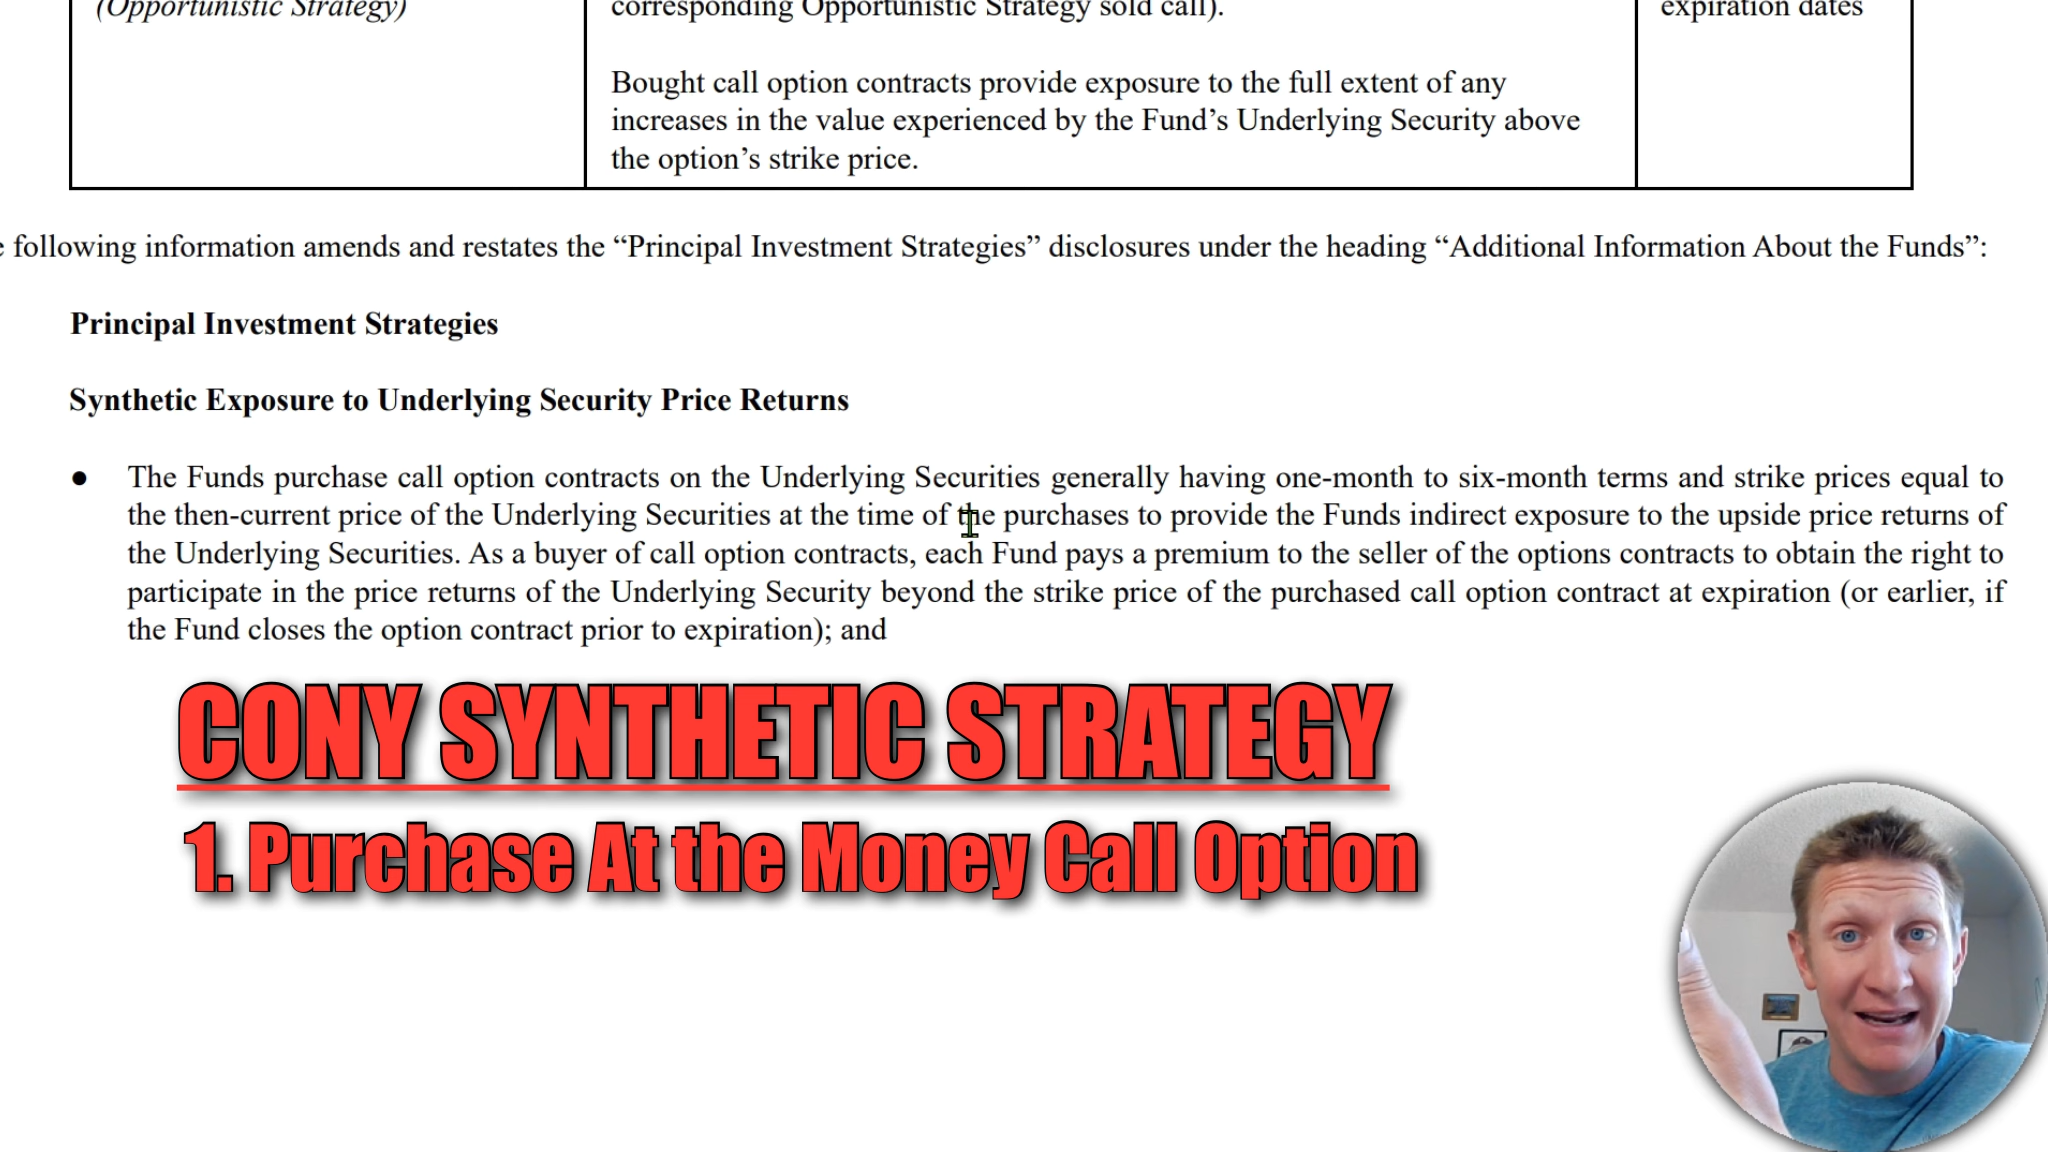 (Opportunistic Strategy)
corresponding Opportunistic Strategy sold call).
expiration dates
Bought call option contracts provide exposure to the full extent of any
increases in the value experienced by the Fund’s Underlying Security above
the option’s strike price.
following information amends and restates the “Principal Investment Strategies” disclosures under the heading “Additional Information About the Funds”:
Principal Investment Strategies
Synthetic Exposure to Underlying Security Price Returns
● The Funds purchase call option contracts on the Underlying Securities generally having one-month to six-month terms and strike prices equal to
the then-current price of the Underlying Securities at the time of the purchases to provide the Funds indirect exposure to the upside price returns of
the Underlying Securities. As a buyer of call option contracts, each Fund pays a premium to the seller of the options contracts to obtain the right to
participate in the price returns of the Underlying Security beyond the strike price of the purchased call option contract at expiration (or earlier, if
the Fund closes the option contract prior to expiration); and
CONY SYNTHETIC STRATEGY
1. Purchase At the Money Call Option